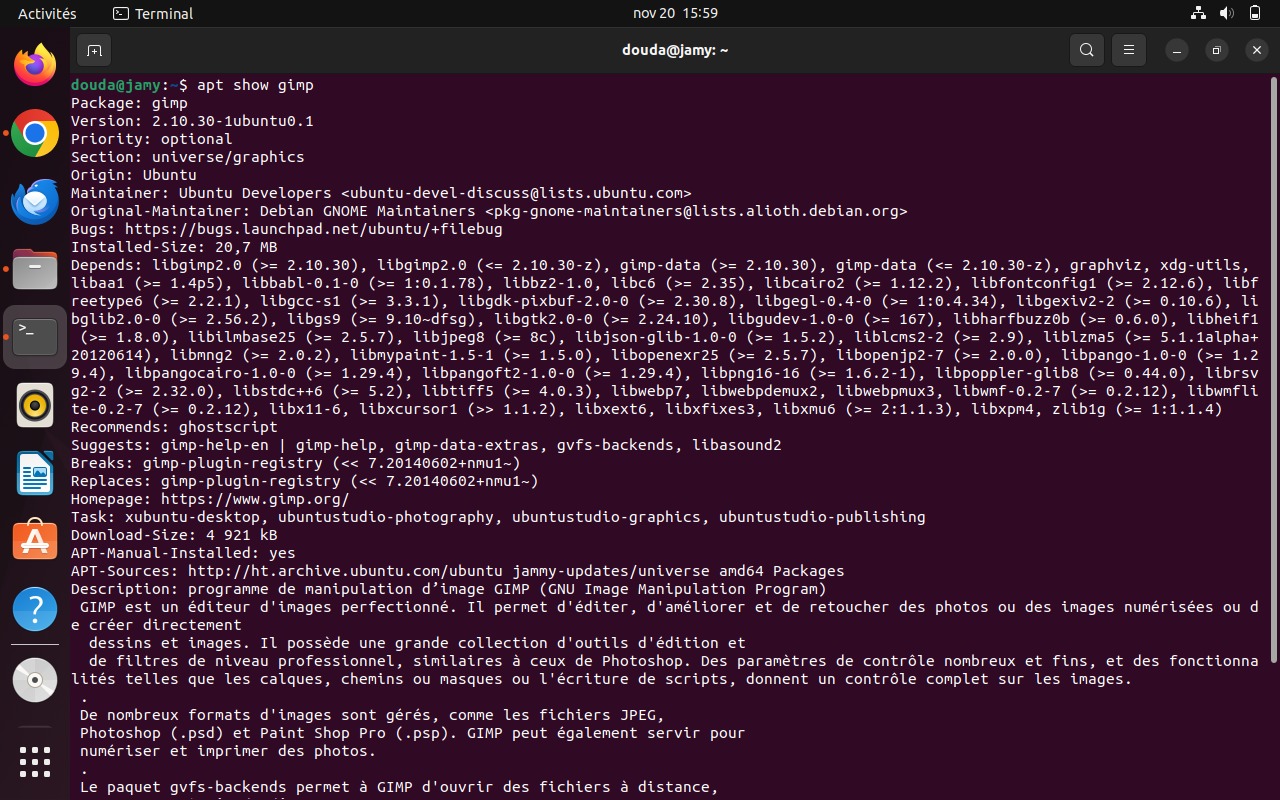 Activités
Terminal
nov 20 15:59
douda@jamy: ~
douda@jamy:~$ apt show gimp
Package: gimp
Version: 2.10.30-1ubuntu0.1
Priority: optional
Section: universe/graphics
Origin: Ubuntu
Maintainer: Ubuntu Developers <ubuntu-devel-discuss@lists.ubuntu.com>
Original-Maintainer: Debian GNOME Maintainers <pkg-gnome-maintainers@lists.alioth.debian.org>
Bugs: https://bugs.launchpad.net/ubuntu/+filebug
Installed-Size: 20,7 MB
Depends: libgimp2.0 (>= 2.10.30), libgimp2.0 (<= 2.10.30-z), gimp-data (>= 2.10.30), gimp-data (<= 2.10.30-z), graphviz, xdg-utils,
libaa1 (>= 1.4p5), libbabl-0.1-0 (>= 1:0.1.78), libbz2-1.0, libc6 (>= 2.35), libcairo2 (>= 1.12.2), libfontconfig1 (>= 2.12.6), libf
reetype6 (>= 2.2.1), libgcc-s1 (>= 3.3.1), libgdk-pixbuf-2.0-0 (>= 2.30.8), libgegl-0.4-0 (>= 1:0.4.34), libgexiv2-2 (>= 0.10.6), li
bglib2.0-0 (>= 2.56.2), libgs9 (>= 9.10~dfsg), libgtk2.0-0 (>= 2.24.10), libgudev-1.0-0 (>= 167), libharfbuzz0b (>= 0.6.0), libheif1
(>= 1.8.0), libilmbase25 (>= 2.5.7), libjpeg8 (>= 8c), libjson-glib-1.0-0 (>= 1.5.2), liblcms2-2 (>= 2.9), liblzma5 (>= 5.1.1alpha+
20120614), libmng2 (>= 2.0.2), libmypaint-1.5-1 (>= 1.5.0), libopenexr25 (>= 2.5.7), libopenjp2-7 (>= 2.0.0), libpango-1.0-0 (>= 1.2
9.4), libpangocairo-1.0-0 (>= 1.29.4), libpangoft2-1.0-0 (>= 1.29.4), libpng16-16 (>= 1.6.2-1), libpoppler-glib8 (>= 0.44.0), librsv
g2-2 (>= 2.32.0), libstdc++6 (>= 5.2), libtiff5 (>= 4.0.3), libwebp7, libwebpdemux2, libwebpmux3, libwmf-0.2-7 (>= 0.2.12), libwmfli
te-0.2-7 (>= 0.2.12), libx11-6, libxcursor1 (>> 1.1.2), libxext6, libxfixes3, libxmu6 (>= 2:1.1.3), libxpm4, zlib1g (>= 1:1.1.4)
Recommends: ghostscript
Suggests: gimp-help-en | gimp-help, gimp-data-extras, gvfs-backends, libasound2
Breaks: gimp-plugin-registry (<< 7.20140602+nmu1~)
Replaces: gimp-plugin-registry (<< 7.20140602+nmu1~)
Homepage: https://www.gimp.org/
Task: xubuntu-desktop, ubuntustudio-photography, ubuntustudio-graphics, ubuntustudio-publishing
Download-Size: 4 921 kB
APT-Manual-Installed: yes
APT-Sources: http://ht.archive.ubuntu.com/ubuntu jammy-updates/universe amd64 Packages
Description: programme de manipulation d’image GIMP (GNU Image Manipulation Program)
GIMP est un éditeur d'images perfectionné. Il permet d'éditer, d'améliorer et de retoucher des photos ou des images numérisées ou d
e créer directement
dessins et images. Il possède une grande collection d'outils d'édition et
de filtres de niveau professionnel, similaires à ceux de Photoshop. Des paramètres de contrôle nombreux et fins, et des fonctionna
lités telles que les calques, chemins ou masques ou l'écriture de scripts, donnent un contrôle complet sur les images.
.
De nombreux formats d'images sont gérés, comme les fichiers JPEG,
Photoshop (.psd) et Paint Shop Pro (.psp). GIMP peut également servir pour
numériser et imprimer des photos.
.
Le paquet gvfs-backends permet à GIMP d'ouvrir des fichiers à distance,